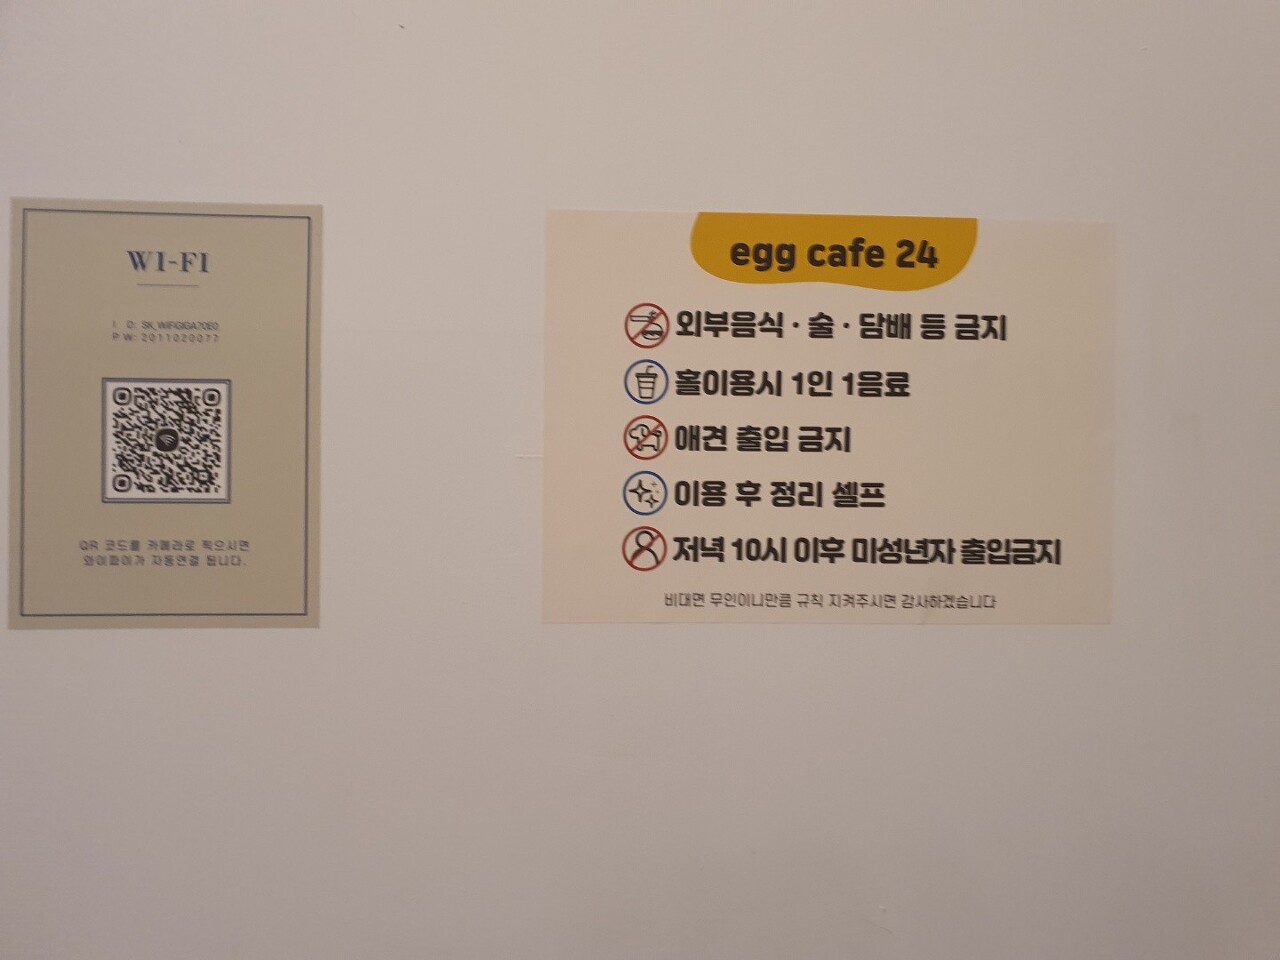 WI-FI
I D: SK_WiFiGIGA70E0
P W: 2011020077
QR 코드를 카메라로 찍으시면
와이파이가 자동연결 됩니다.
egg cafe 24
외부음식 · 술 · 담배 등 금지
홀이용시 1인 1음료
애견 출입 금지
이용 후 정리 셀프
저녁 10시 이후 미성년자 출입금지
비대면 무인이니만큼 규칙 지켜주시면 감사하겠습니다